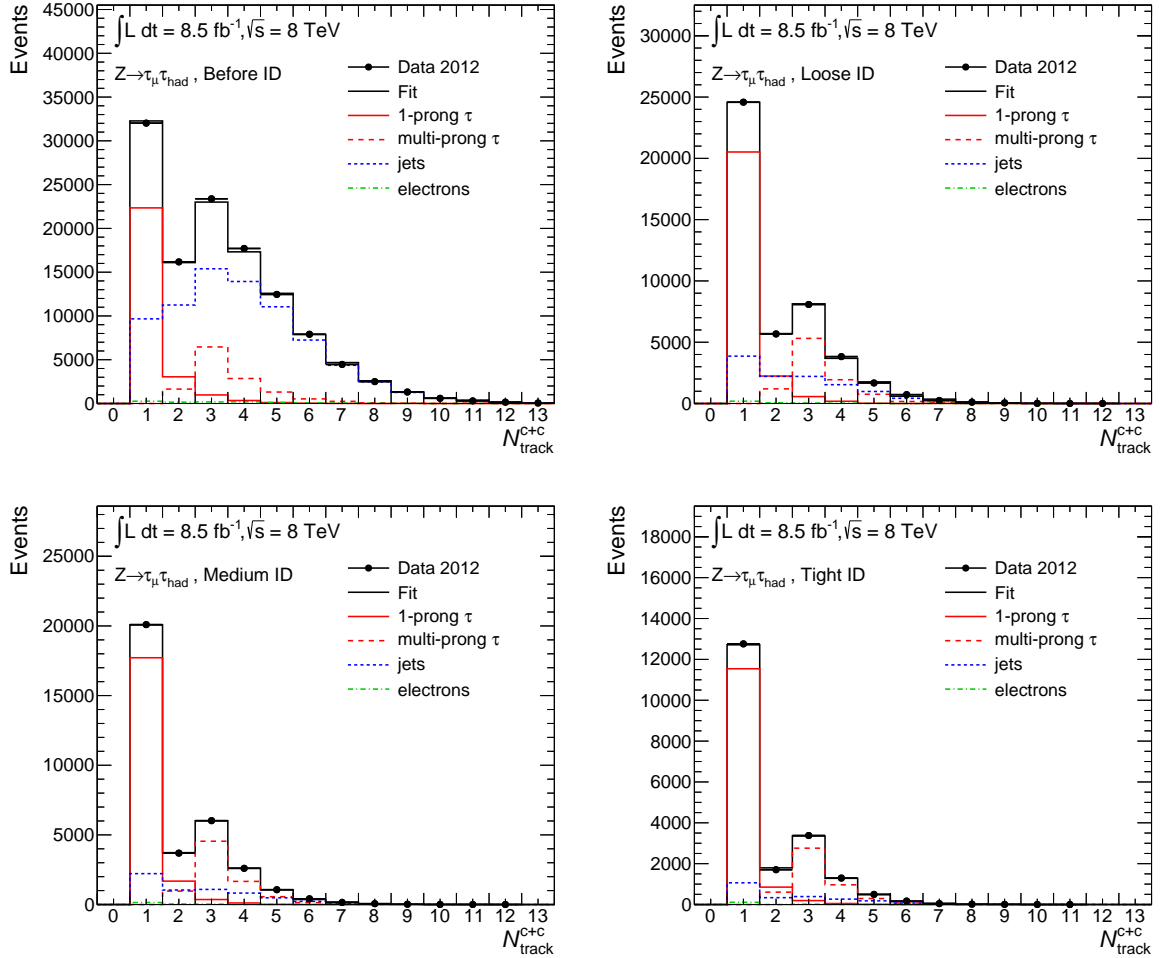 Events
45000
40000
35000
30000
25000
20000
15000
10000
5000
0
∫L dt = 8.5 fb⁻¹,√s = 8 TeV
Z→τ_μτ_had , Before ID
Data 2012
Fit
1-prong τ
multi-prong τ
jets
electrons
0 1 2 3 4 5 6 7 8 9 10 11 12 13
N_track^c+c
Events
30000
25000
20000
15000
10000
5000
0
∫L dt = 8.5 fb⁻¹,√s = 8 TeV
Z→τ_μτ_had , Loose ID
Data 2012
Fit
1-prong τ
multi-prong τ
jets
electrons
0 1 2 3 4 5 6 7 8 9 10 11 12 13
N_track^c+c
Events
25000
20000
15000
10000
5000
0
∫L dt = 8.5 fb⁻¹,√s = 8 TeV
Z→τ_μτ_had , Medium ID
Data 2012
Fit
1-prong τ
multi-prong τ
jets
electrons
0 1 2 3 4 5 6 7 8 9 10 11 12 13
N_track^c+c
Events
18000
16000
14000
12000
10000
8000
6000
4000
2000
0
∫L dt = 8.5 fb⁻¹,√s = 8 TeV
Z→τ_μτ_had , Tight ID
Data 2012
Fit
1-prong τ
multi-prong τ
jets
electrons
0 1 2 3 4 5 6 7 8 9 10 11 12 13
N_track^c+c